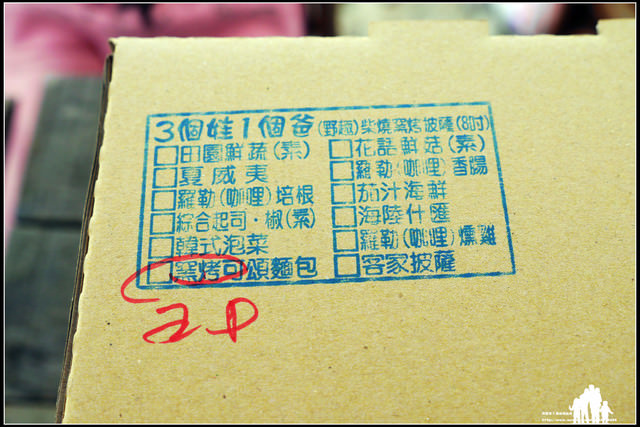 3個娃1個爸(野趣)柴燒窯烤披薩(8吋)
□田園鮮蔬(素) □花菇鮮菇(素)
□夏威夷 □羅勒(咖哩)香腸
□羅勒(咖哩)培根 □茄汁海鮮
□綜合起司·椒(素) □海陸什匯
□韓式泡菜 □羅勒(咖哩)燻雞
□窯烤可頌麵包 □客家披薩
2P